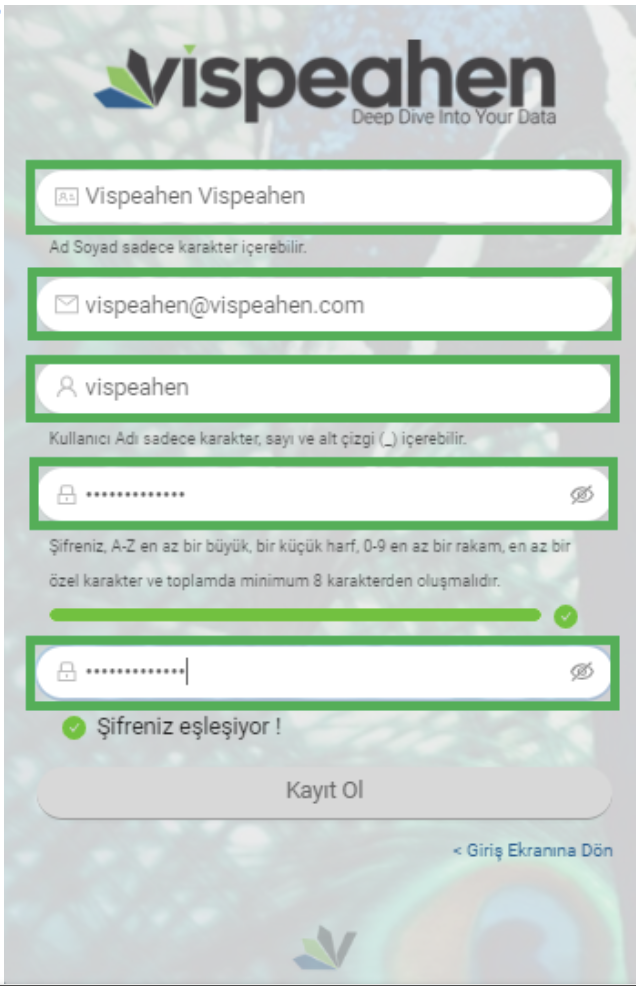 vispeahen
Deep Dive Into Your Data
Vispeahen Vispeahen
Ad Soyad sadece karakter içerebilir.
vispeahen@vispeahen.com
vispeahen
Kullanıcı Adı sadece karakter, sayı ve alt çizgi (_) içerebilir.
•••••••••••••
Şifreniz, A-Z en az bir büyük, bir küçük harf, 0-9 en az bir rakam, en az bir
özel karakter ve toplamda minimum 8 karakterden oluşmalıdır.
•••••••••••••
Şifreniz eşleşiyor !
Kayıt Ol
< Giriş Ekranına Dön